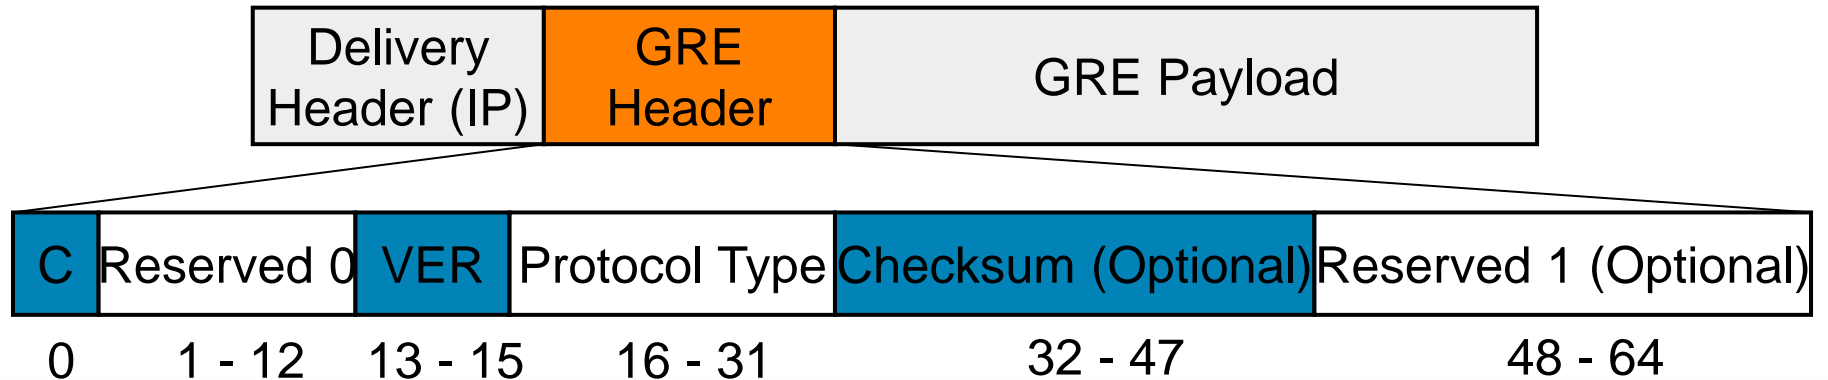 Delivery
Header (IP)
GRE
Header
GRE Payload
C
Reserved 0
VER
Protocol Type
Checksum (Optional)
Reserved 1 (Optional)
0
1 - 12
13 - 15
16 - 31
32 - 47
48 - 64